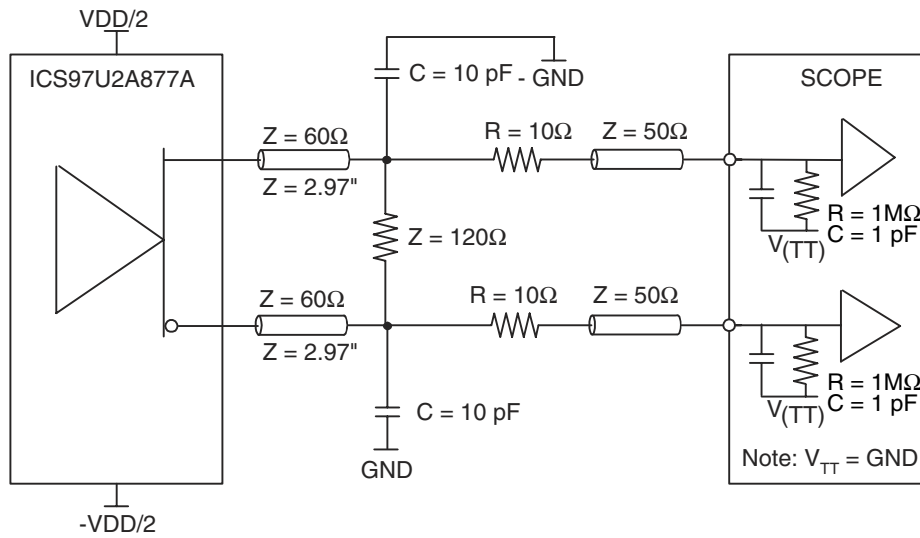 VDD/2
ICS97U2A877A
C = 10 pF
- GND
SCOPE
Z = 60Ω
R = 10Ω
Z = 50Ω
Z = 2.97"
R = 1MΩ
C = 1 pF
V(TT)
Z = 120Ω
Z = 60Ω
R = 10Ω
Z = 50Ω
Z = 2.97"
R = 1MΩ
C = 1 pF
V(TT)
C = 10 pF
GND
Note: VTT = GND
-VDD/2